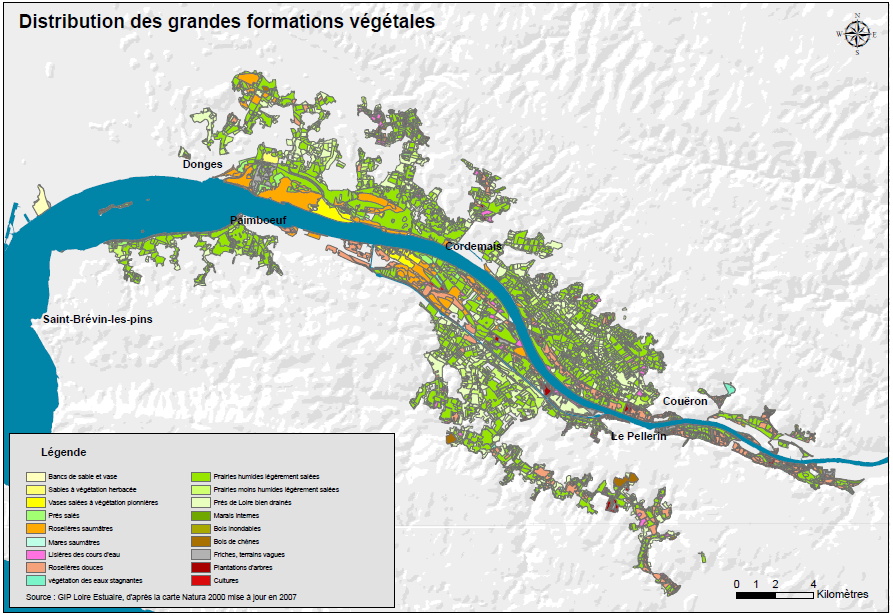 Distribution des grandes formations végétales
N
W E
S
Donges
Paimboeuf
Cordemais
Saint-Brévin-les-pins
Couëron
Le Pellerin
Légende
Bancs de sable et vase
Sables à végétation herbacée
Vases salées à végétation pionnières
Prés salés
Roselières saumâtres
Mares saumâtres
Lisières des cours d'eau
Roselières douces
végétation des eaux stagnantes
Prairies humides légèrement salées
Prairies moins humides légèrement salées
Prés de Loire bien drainés
Marais internes
Bois inondables
Bois de chênes
Friches, terrains vagues
Plantations d'arbres
Cultures
Source : GIP Loire Estuaire, d'après la carte Natura 2000 mise à jour en 2007
0 1 2 4
Kilomètres